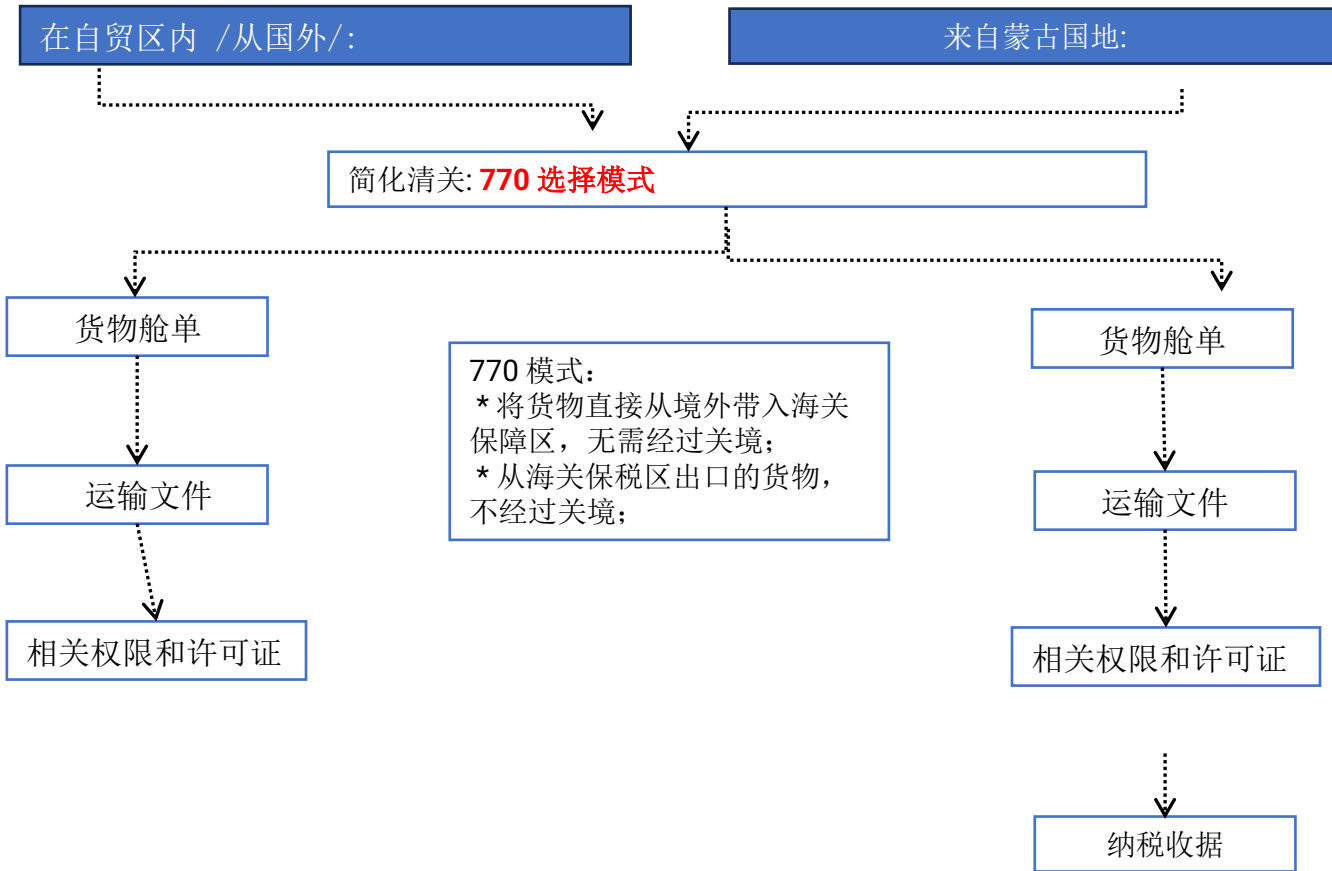 在自贸区内 /从国外/:
来自蒙古国地:
简化清关: 770 选择模式
货物舱单
货物舱单
770 模式：
* 将货物直接从境外带入海关
保障区，无需经过关境；
* 从海关保税区出口的货物，
不经过关境；
运输文件
运输文件
相关权限和许可证
相关权限和许可证
纳税收据